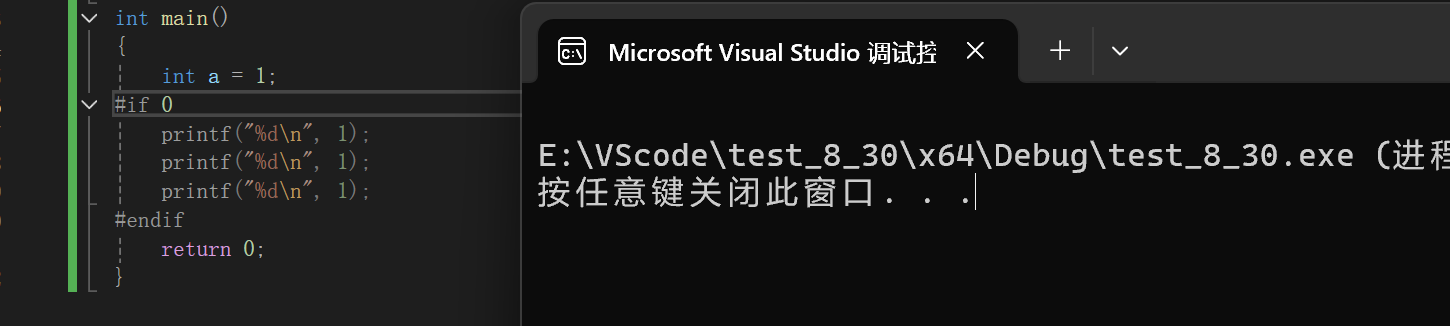 int main()
{
int a = 1;
#if 0
printf("%d\n", 1);
printf("%d\n", 1);
printf("%d\n", 1);
#endif
return 0;
}
Microsoft Visual Studio 调试控
E:\VScode\test_8_30\x64\Debug\test_8_30.exe (进程
按任意键关闭此窗口. . .